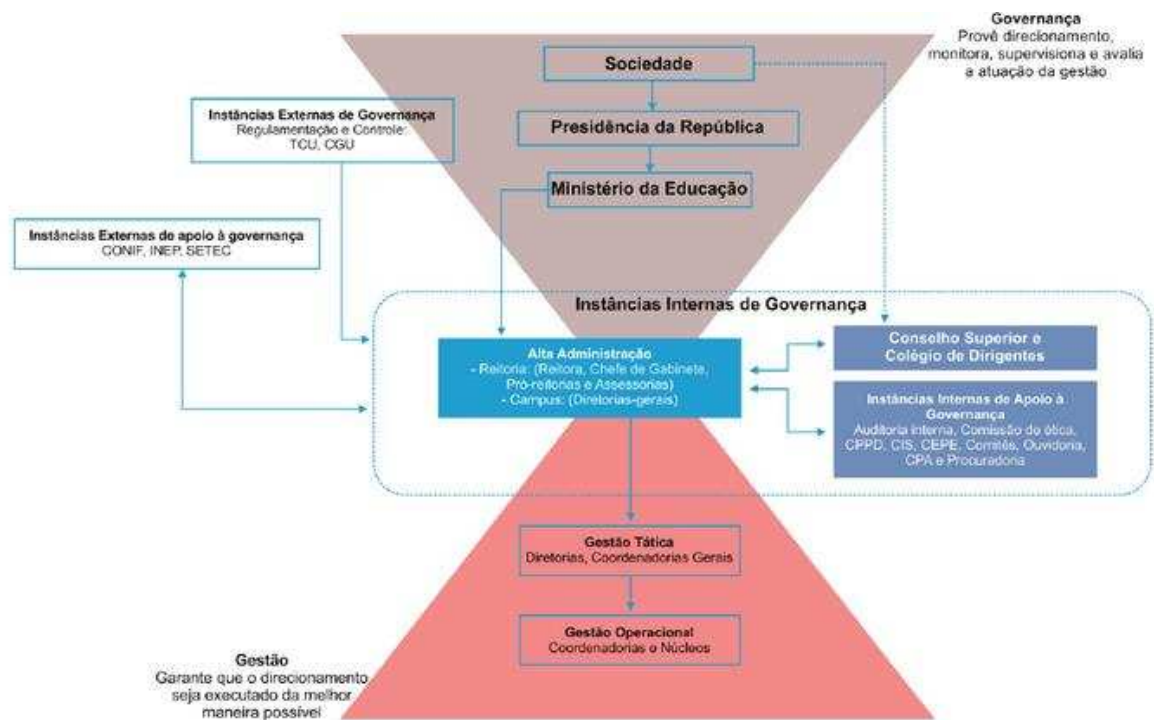 Governança
Provê direcionamento,
monitora, supervisiona e avalia
a atuação da gestão
Sociedade
Instâncias Externas de Governança
Regulamentação e Controle:
TCU, CGU
Presidência da República
Ministério da Educação
Instâncias Externas de apoio à governança
CONIF, INEP, SETEC
Instâncias Internas de Governança
Alta Administração
- Reitoria: (Reitora, Chefe de Gabinete,
Pró-reitorias e Assessorias)
- Campus: (Diretorias-gerais)
Conselho Superior e
Colégio de Dirigentes
Instâncias Internas de Apoio à
Governança
Auditoria interna, Comissão de ética,
CPPD, CIS, CEPE, Comitês, Ouvidoria,
CPA e Procuradoria
Gestão Tática
Diretorias, Coordenadorias Gerais
Gestão Operacional
Coordenadorias e Núcleos
Gestão
Garante que o direcionamento
seja executado da melhor
maneira possível